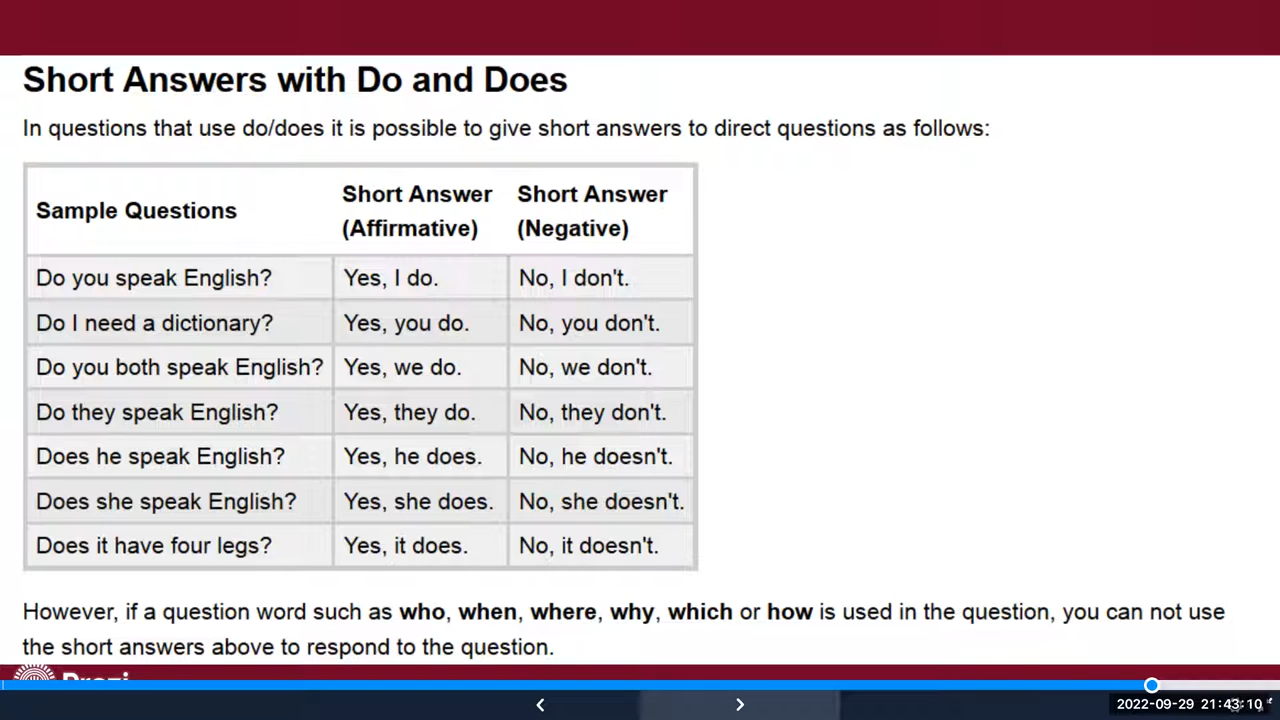 Short Answers with Do and Does
In questions that use do/does it is possible to give short answers to direct questions as follows:
Sample Questions
Short Answer (Affirmative)
Short Answer (Negative)
Do you speak English? Yes, I do. No, I don't.
Do I need a dictionary? Yes, you do. No, you don't.
Do you both speak English? Yes, we do. No, we don't.
Do they speak English? Yes, they do. No, they don't.
Does he speak English? Yes, he does. No, he doesn't.
Does she speak English? Yes, she does. No, she doesn't.
Does it have four legs? Yes, it does. No, it doesn't.
However, if a question word such as who, when, where, why, which or how is used in the question, you can not use
the short answers above to respond to the question.
Prezi
2022-09-29 21:43:10